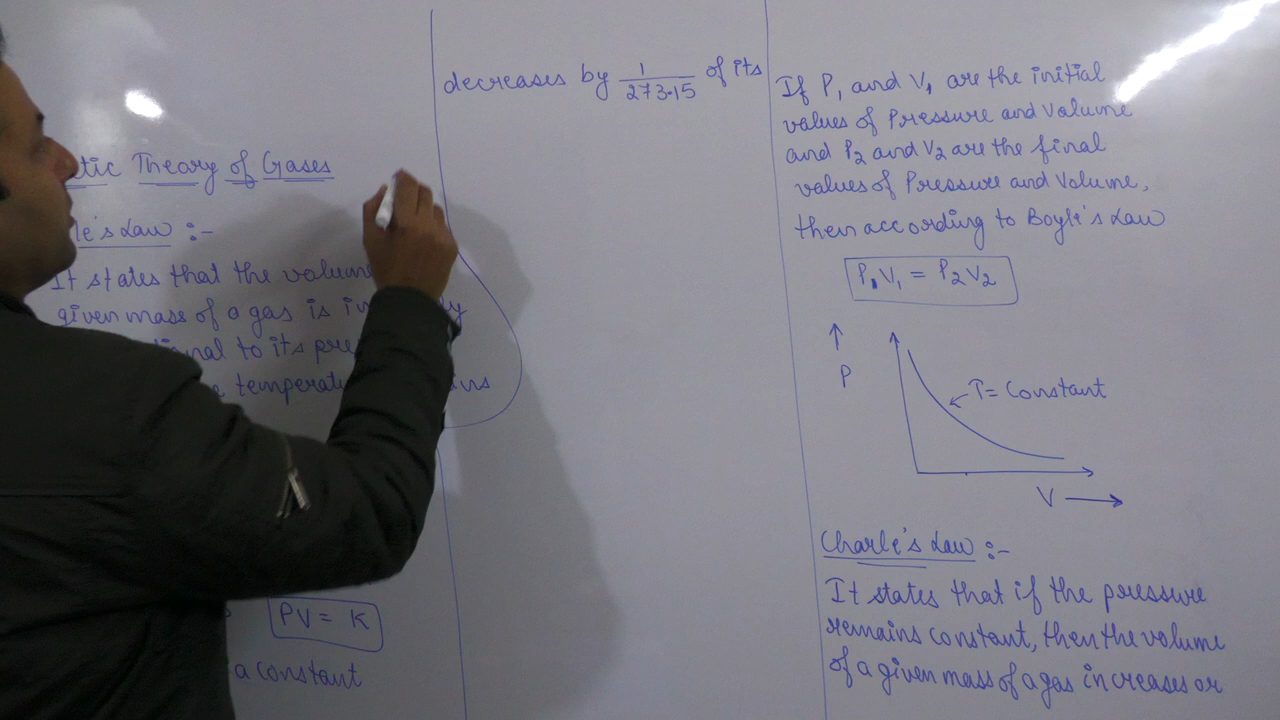 Theory of Gases
Law :-
It states that the volume
given mass of a gas is
to its
temperat
PV = K
a constant
decreases by 1/273.15 of its
If P1 and V1 are the initial
values of Pressure and Volume
and P2 and V2 are the final
values of Pressure and Volume,
then according to Boyle's Law
P1V1 = P2V2
P
T = Constant
V
Charle's Law :-
It states that if the pressure
remains constant, then the volume
of a given mass of a gas increases or